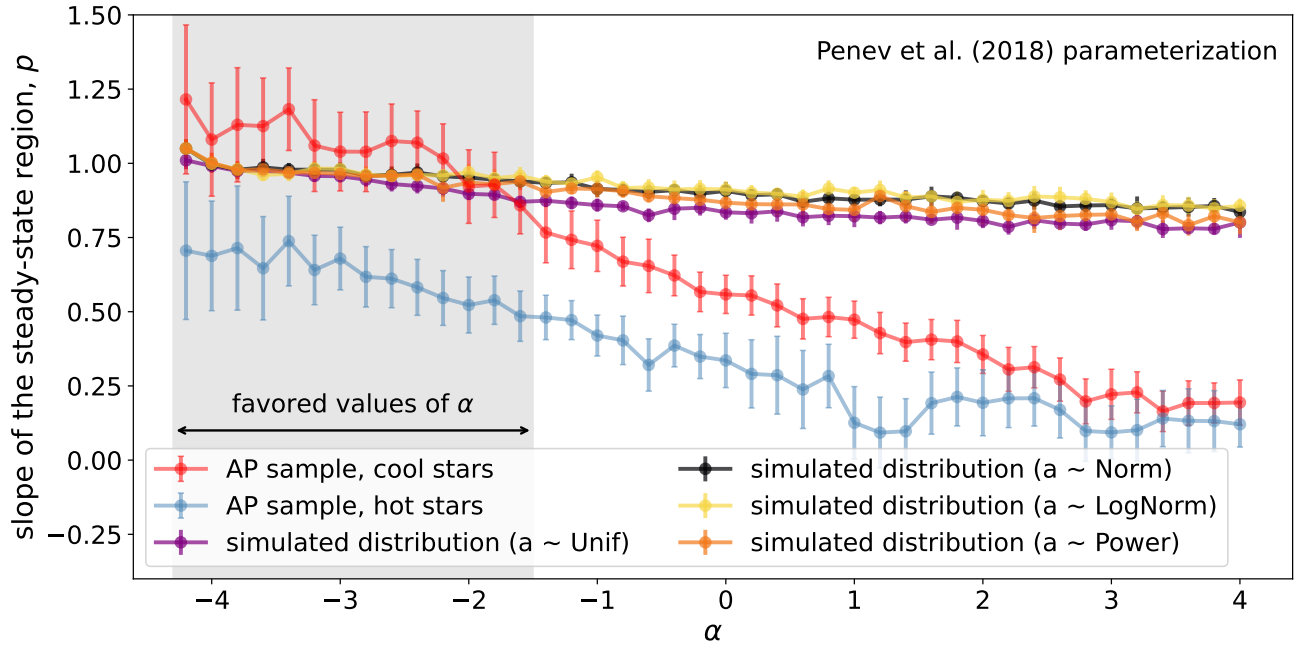 Penev et al. (2018) parameterization
slope of the steady-state region, p
1.50
1.25
1.00
0.75
0.50
0.25
0.00
−0.25
favored values of α
AP sample, cool stars
AP sample, hot stars
simulated distribution (a ~ Unif)
simulated distribution (a ~ Norm)
simulated distribution (a ~ LogNorm)
simulated distribution (a ~ Power)
−4 −3 −2 −1 0 1 2 3 4
α